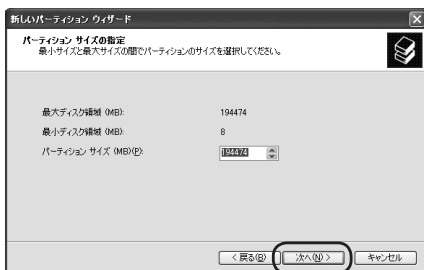 新しいパーティション ウィザード
パーティション サイズの指定
最小サイズと最大サイズの間でパーティションのサイズを選択してください。
最大ディスク領域 (MB): 194474
最小ディスク領域 (MB): 8
パーティション サイズ (MB)(P): 194474
< 戻る(B) 次へ(N) > キャンセル